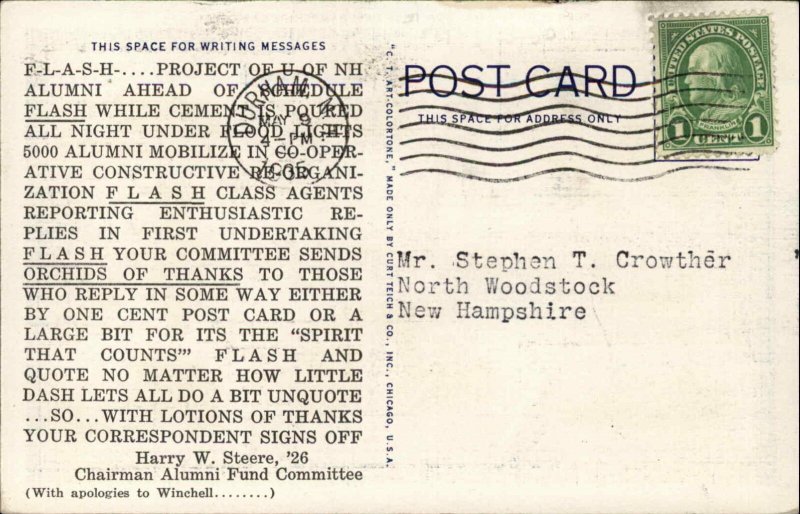 THIS SPACE FOR WRITING MESSAGES
F-L-A-S-H-....PROJECT OF U OF NH
ALUMNI AHEAD OF SCHEDULE
FLASH WHILE CEMENT IS POURED
ALL NIGHT UNDER FLOOD LIGHTS
5000 ALUMNI MOBILIZE IN CO-OPER-
ATIVE CONSTRUCTIVE RE-ORGANI-
ZATION FLASH CLASS AGENTS
REPORTING ENTHUSIASTIC RE-
PLIES IN FIRST UNDERTAKING
FLASH YOUR COMMITTEE SENDS
ORCHIDS OF THANKS TO THOSE
WHO REPLY IN SOME WAY EITHER
BY ONE CENT POST CARD OR A
LARGE BIT FOR ITS THE "SPIRIT
THAT COUNTS'" FLASH AND
QUOTE NO MATTER HOW LITTLE
DASH LETS ALL DO A BIT UNQUOTE
...SO...WITH LOTIONS OF THANKS
YOUR CORRESPONDENT SIGNS OFF
Harry W. Steere, '26
Chairman Alumni Fund Committee
(With apologies to Winchell........)
"C. T. ART-COLORTONE," MADE ONLY BY CURT TEICH & CO., INC., CHICAGO, U.S.A.
POST CARD
THIS SPACE FOR ADDRESS ONLY
DURHAM, N.
MAY 9
4-PM
1935
UNITED STATES POSTAGE
FRANKLIN
1 CENT 1
Mr. Stephen T. Crowther
North Woodstock
New Hampshire